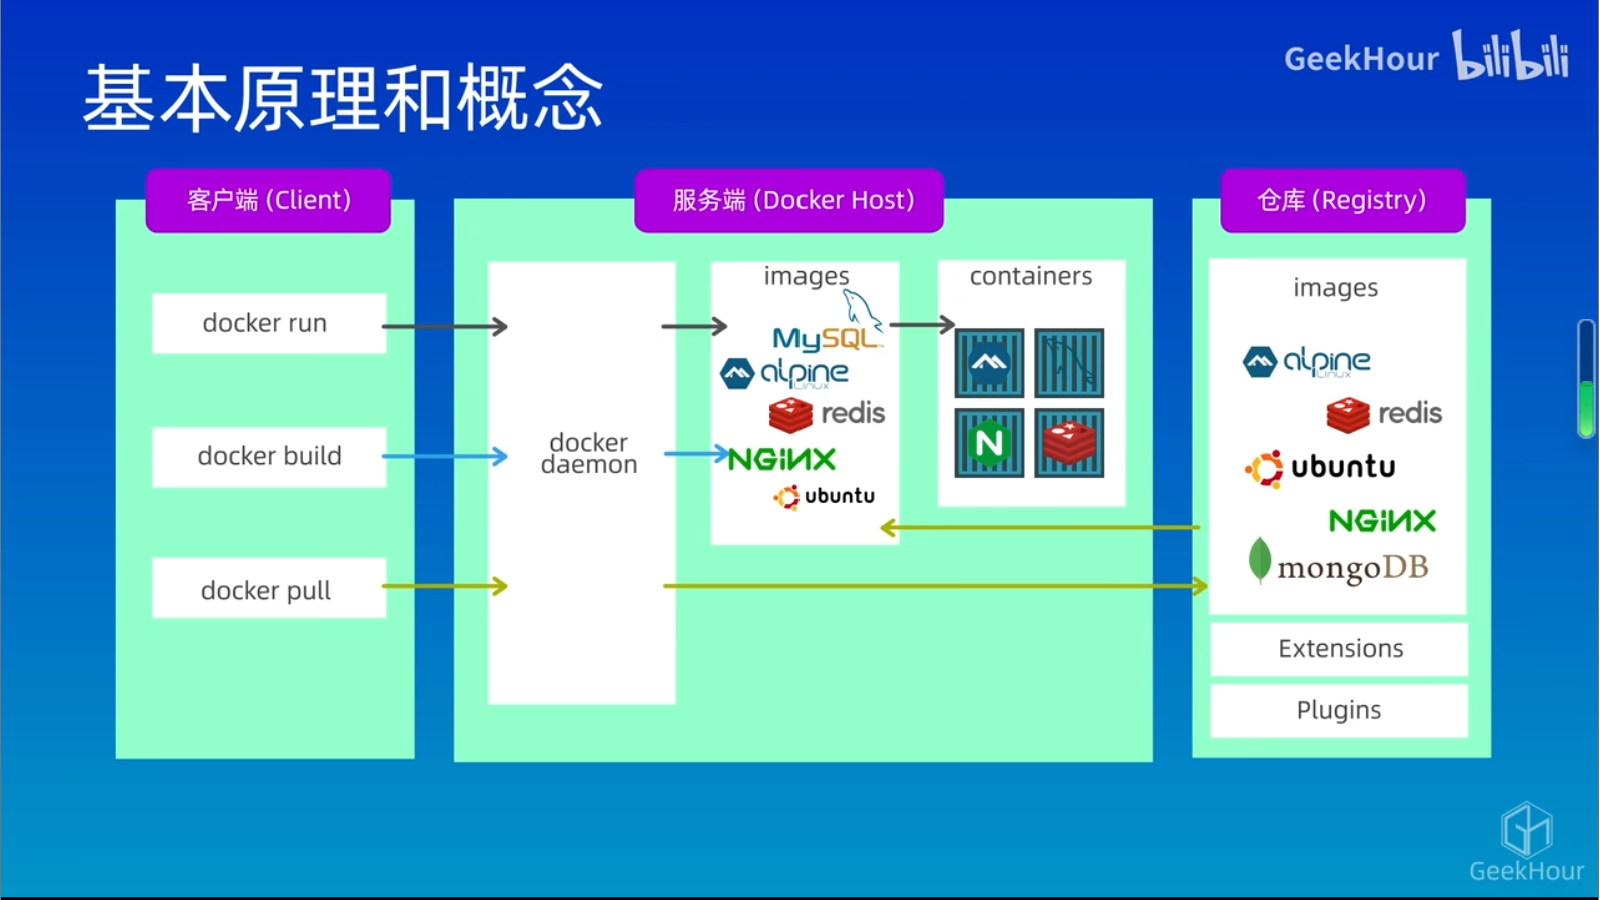 GeekHour bilibili
基本原理和概念
客户端 (Client)
docker run
docker build
docker pull
服务端 (Docker Host)
docker
daemon
images
MySQL
alpine
Linux
redis
NGINX
ubuntu
containers
N
仓库 (Registry)
images
alpine
Linux
redis
ubuntu
NGINX
mongoDB
Extensions
Plugins
GeekHour